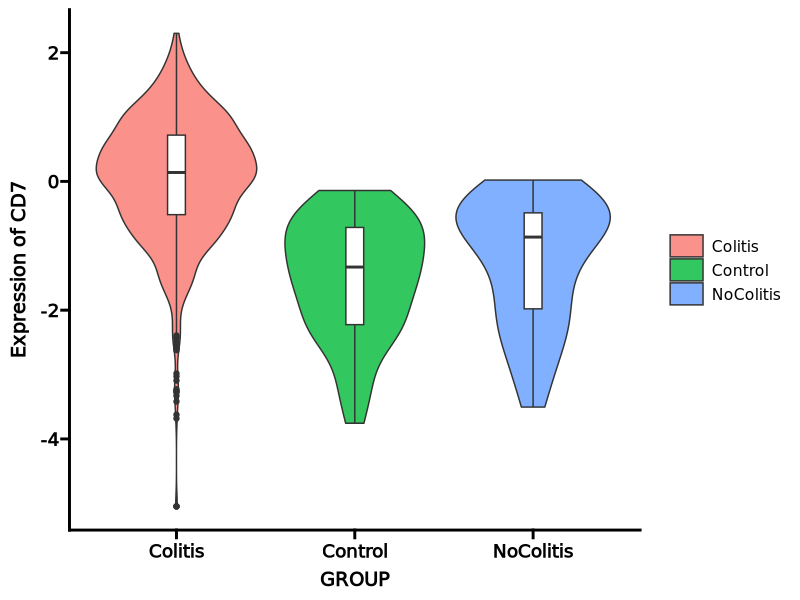 Expression of CD7
2
0
-2
-4
Colitis
Control
NoColitis
GROUP
Colitis
Control
NoColitis